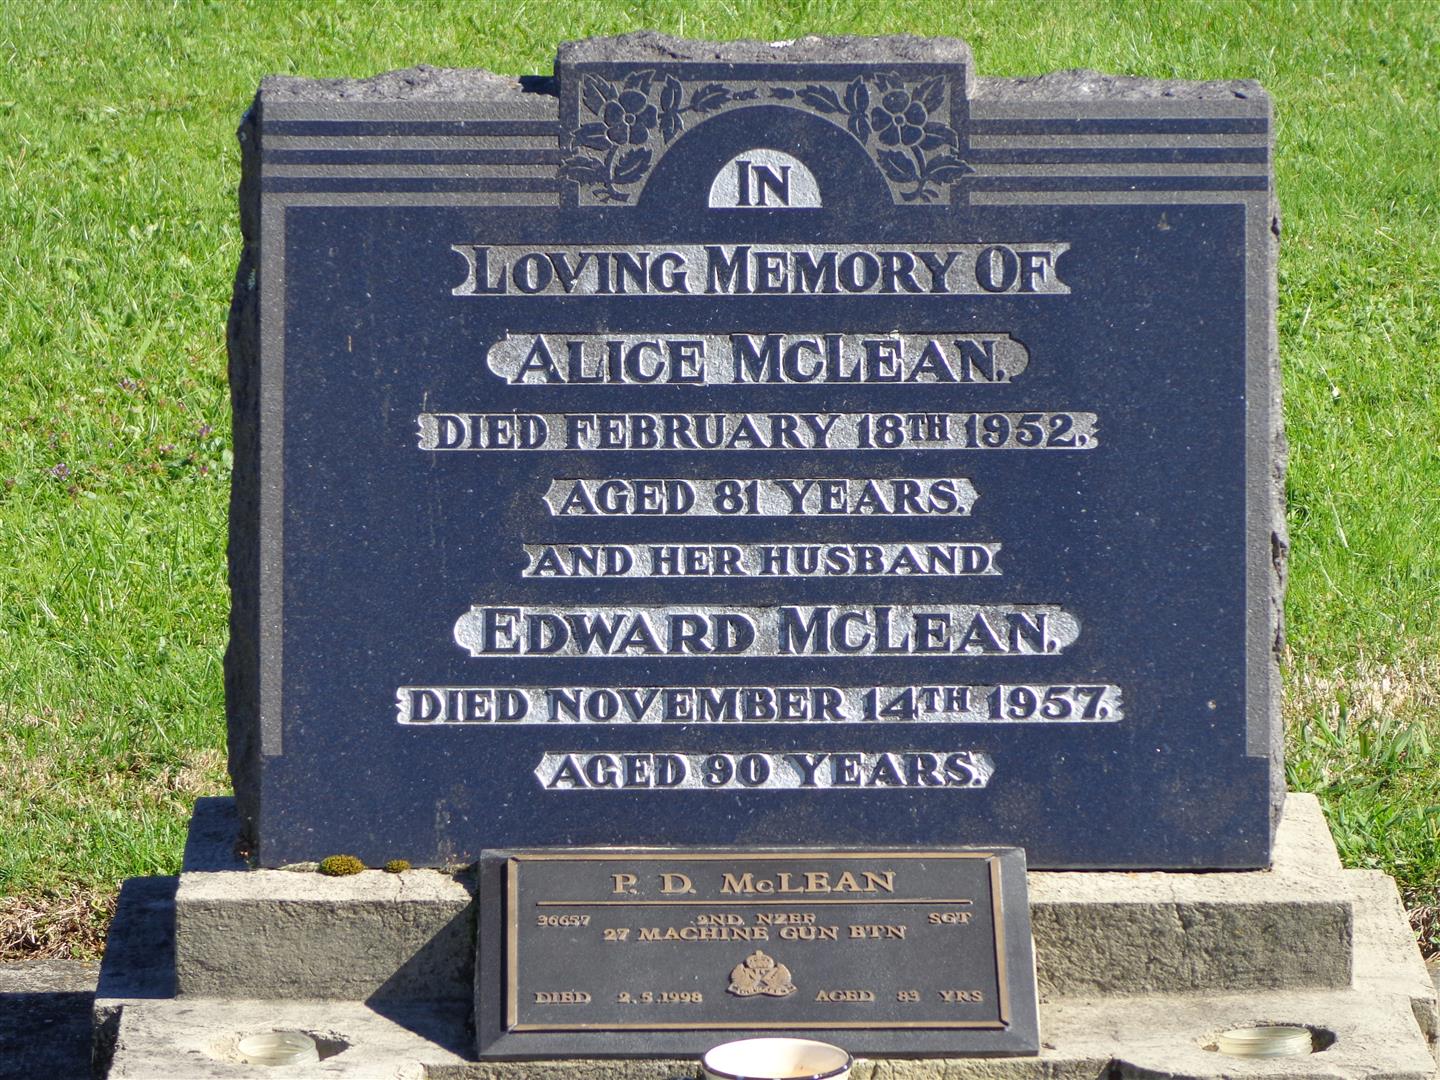 IN
LOVING MEMORY OF
ALICE MCLEAN.
DIED FEBRUARY 18TH 1952,
AGED 81 YEARS.
AND HER HUSBAND
EDWARD MCLEAN,
DIED NOVEMBER 14TH 1957,
AGED 90 YEARS.
P. D. McLEAN
36657 2ND. NZEF SGT
27 MACHINE GUN BTN
DIED 2.5.1998 AGED 83 YRS